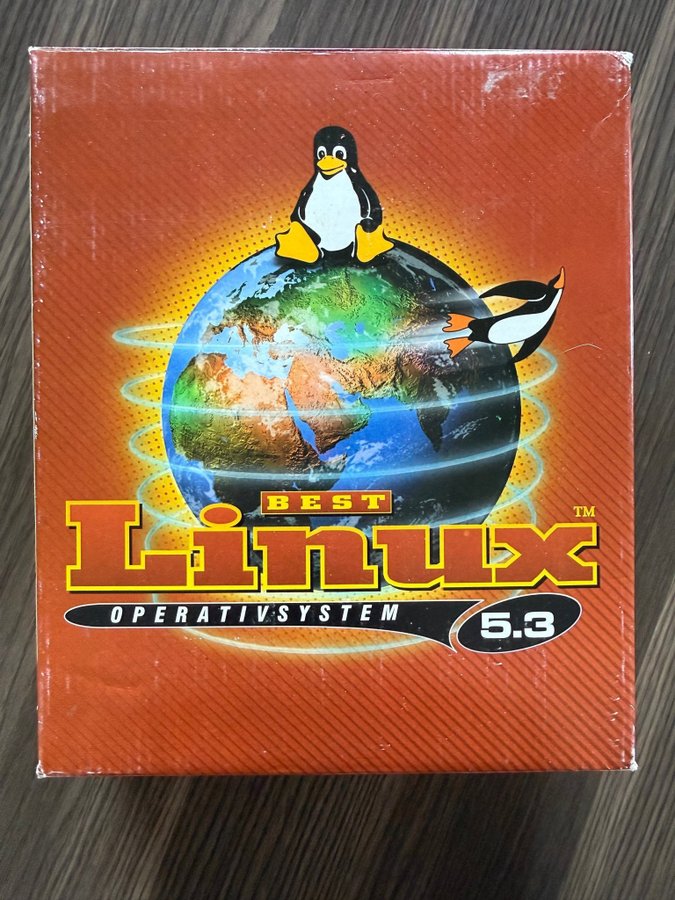 BEST
Linux™
OPERATIVSYSTEM
5.3